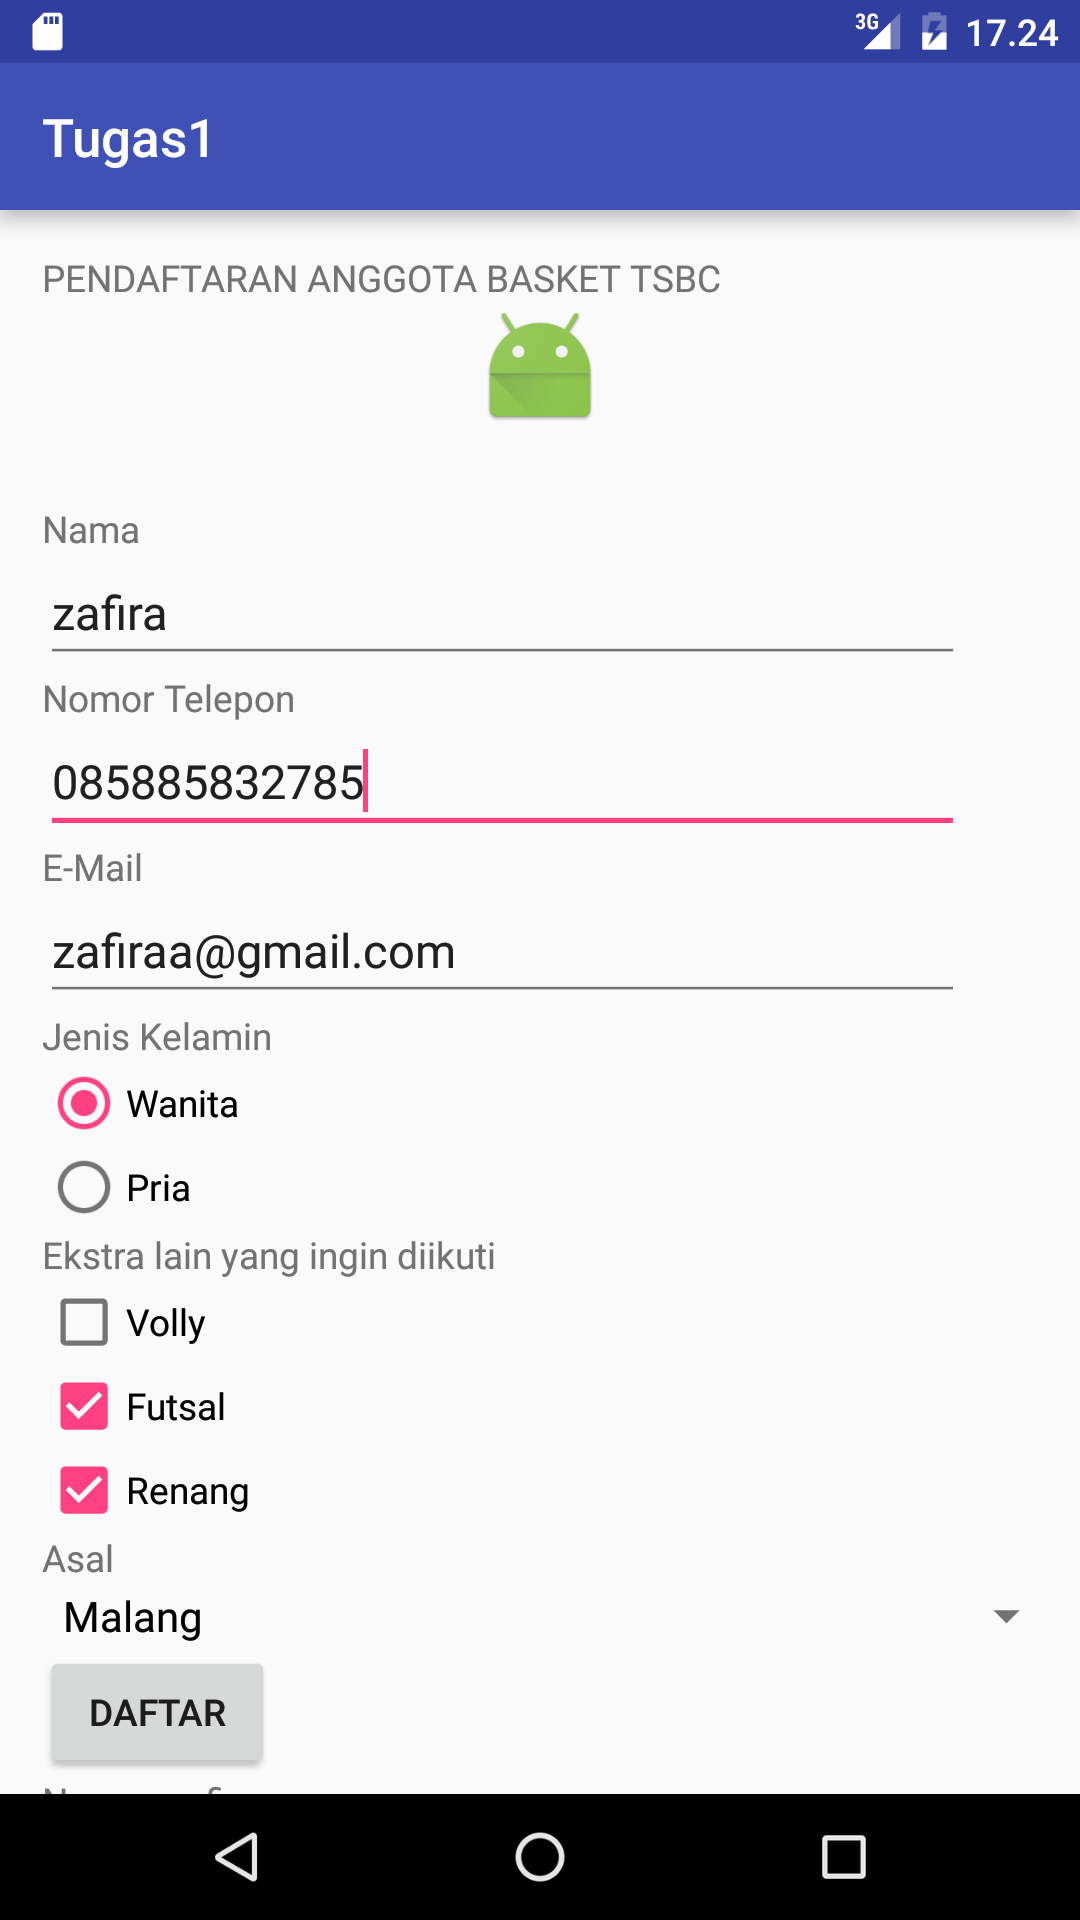 3G 17.24
Tugas1
PENDAFTARAN ANGGOTA BASKET TSBC
Nama
zafira
Nomor Telepon
085885832785
E-Mail
zafiraa@gmail.com
Jenis Kelamin
Wanita
Pria
Ekstra lain yang ingin diikuti
Volly
Futsal
Renang
Asal
Malang
DAFTAR